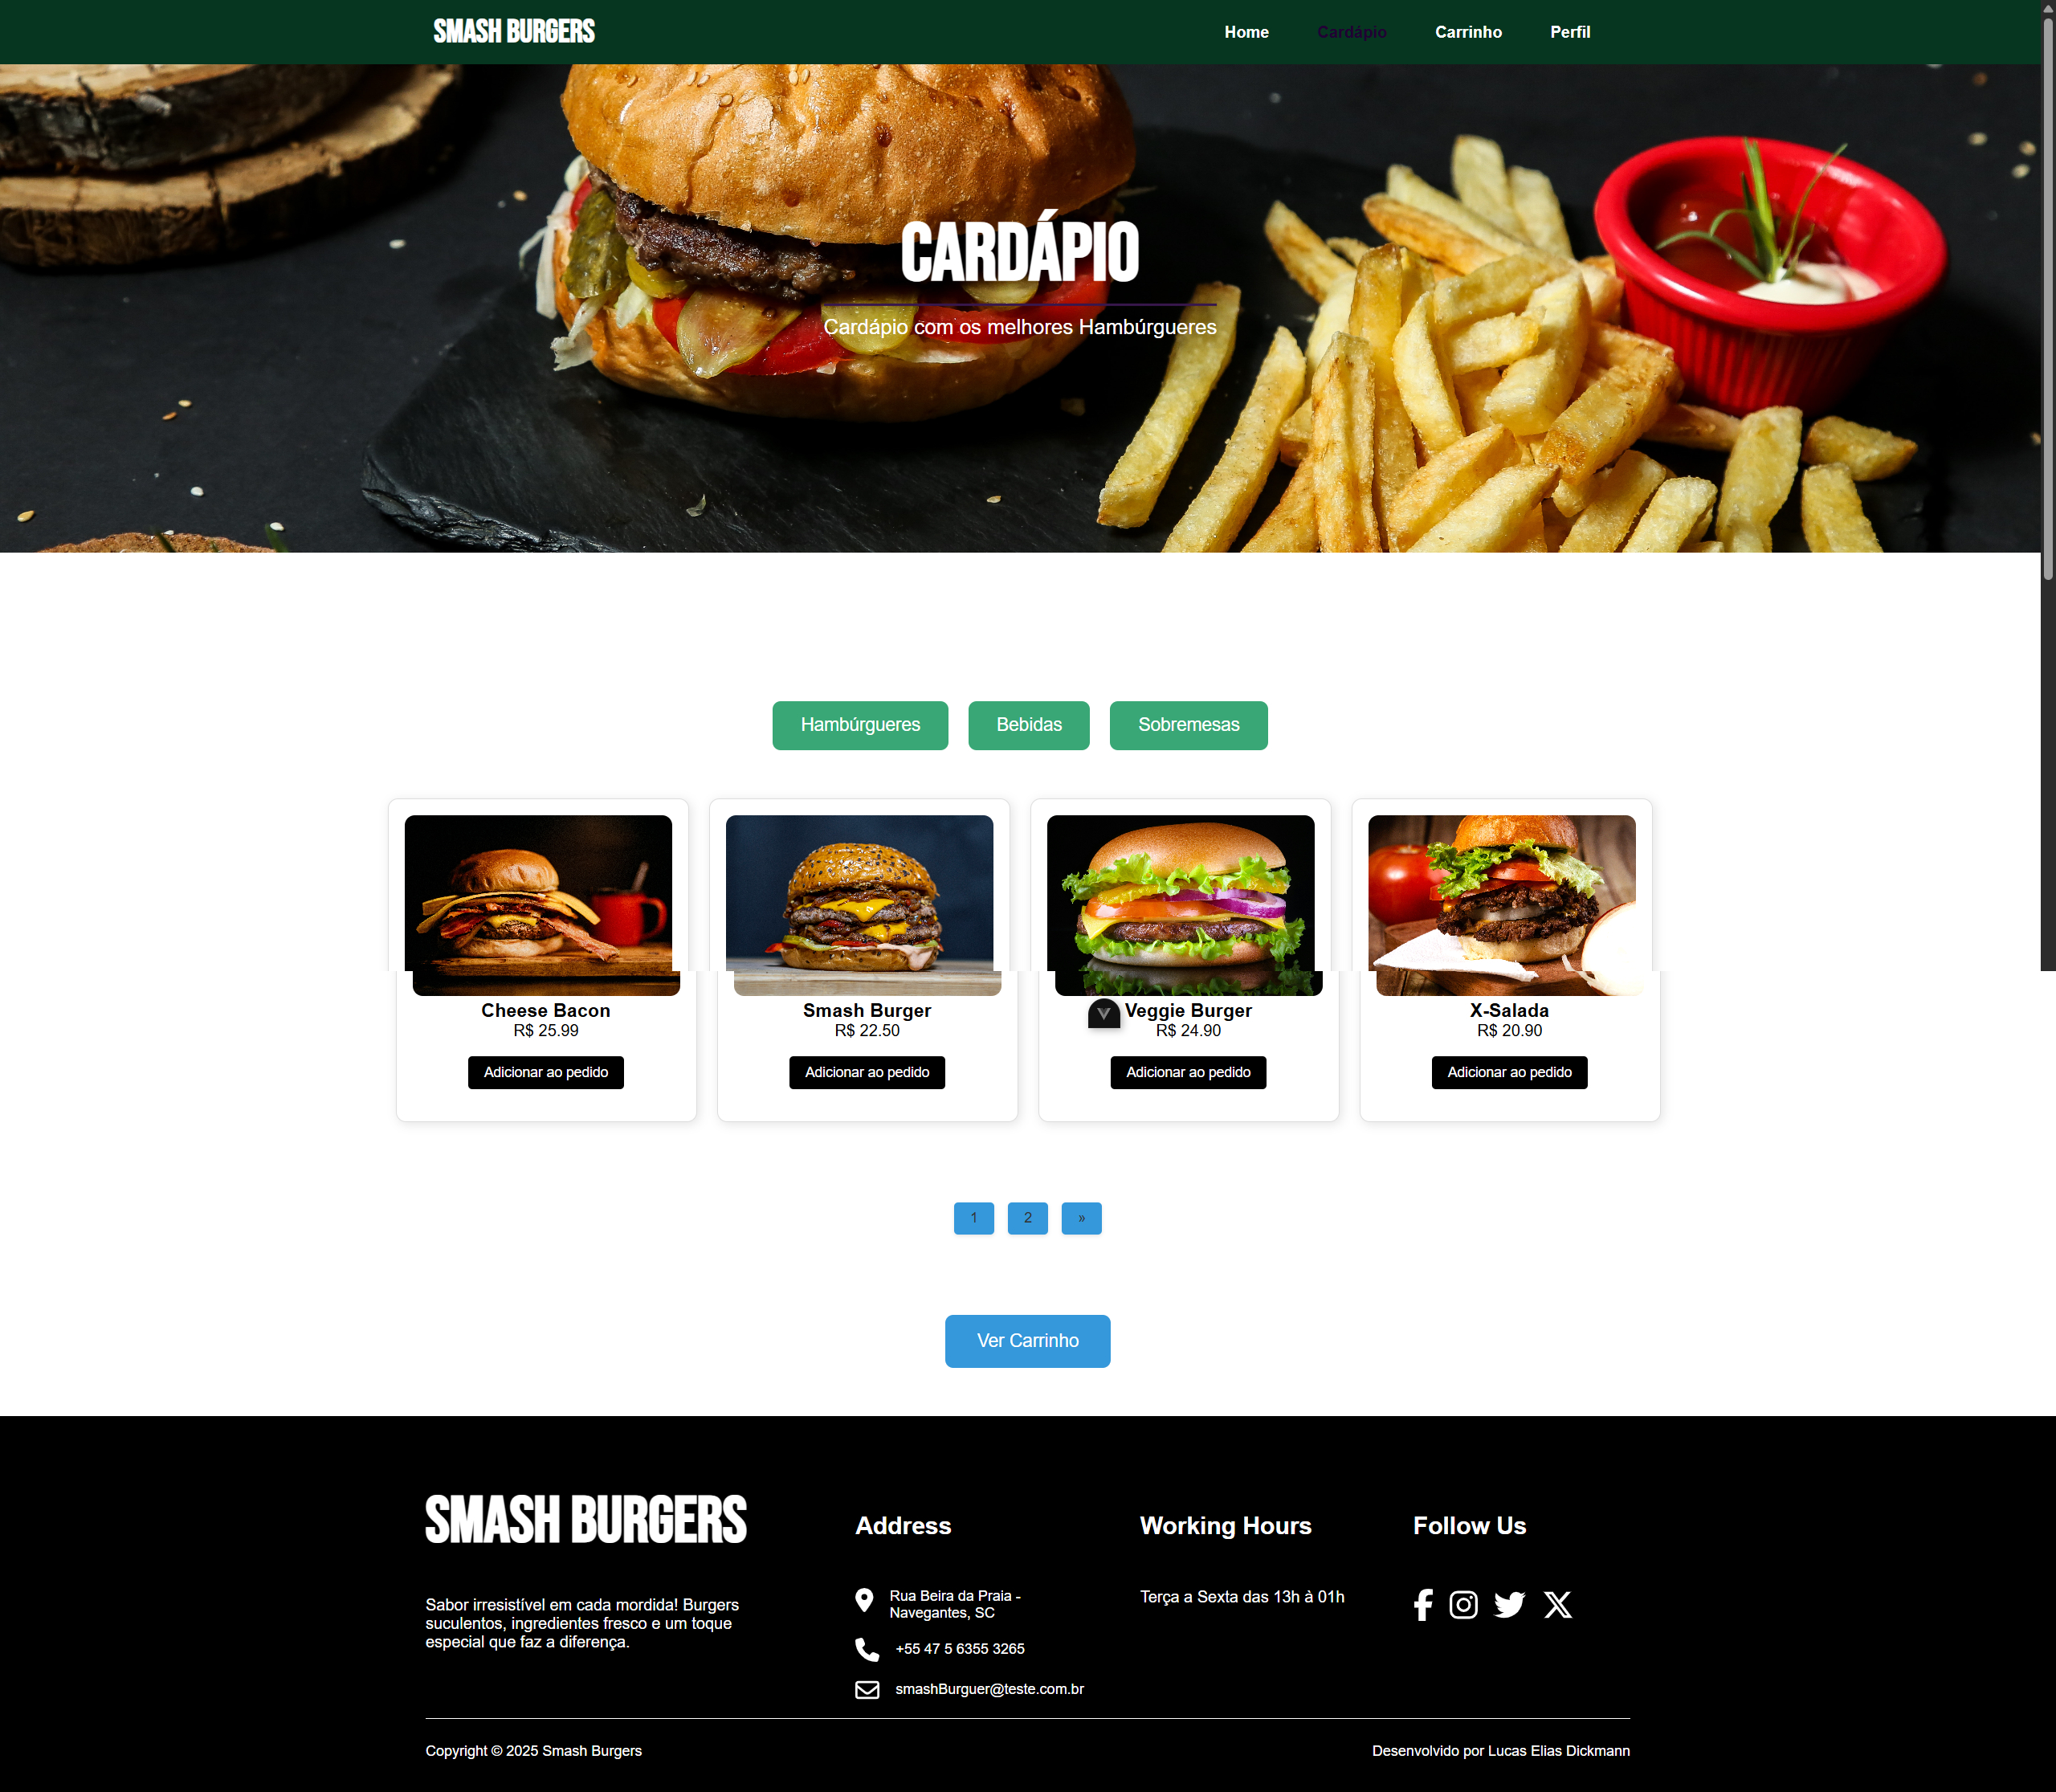 SMASH BURGERS
Home Cardápio Carrinho Perfil
CARDÁPIO
Cardápio com os melhores Hambúrgueres
Hambúrgueres Bebidas Sobremesas
Cheese Bacon
R$ 25.99
Adicionar ao pedido
Smash Burger
R$ 22.50
Adicionar ao pedido
Veggie Burger
R$ 24.90
Adicionar ao pedido
X-Salada
R$ 20.90
Adicionar ao pedido
1 2 »
Ver Carrinho
SMASH BURGERS
Sabor irresistível em cada mordida! Burgers
suculentos, ingredientes fresco e um toque
especial que faz a diferença.
Address
Rua Beira da Praia -
Navegantes, SC
+55 47 5 6355 3265
smashBurguer@teste.com.br
Working Hours
Terça a Sexta das 13h à 01h
Follow Us
Copyright © 2025 Smash Burgers
Desenvolvido por Lucas Elias Dickmann